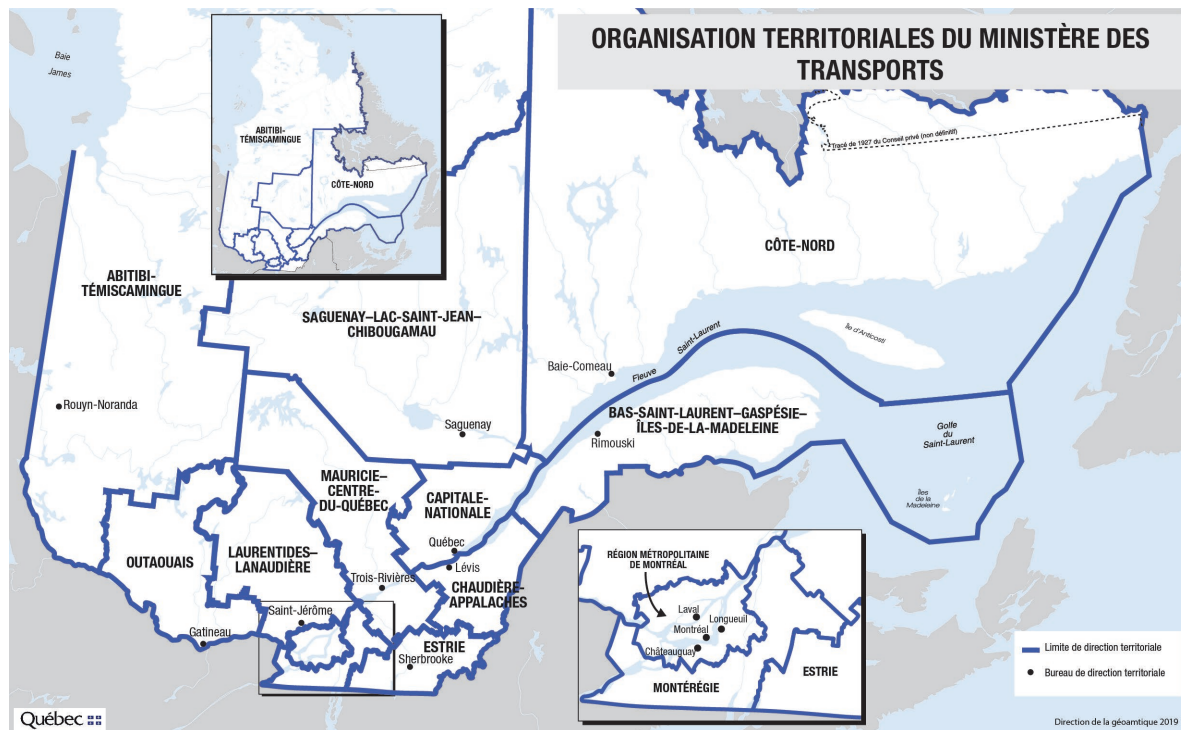 ORGANISATION TERRITORIALES DU MINISTÈRE DES
TRANSPORTS
Baie
James
ABITIBI-
TÉMISCAMINGUE
CÔTE-NORD
Tracé de 1927 du Conseil privé (non définitif)
CÔTE-NORD
ABITIBI-
TÉMISCAMINGUE
SAGUENAY–LAC-SAINT-JEAN–
CHIBOUGAMAU
Île d'Anticosti
Fleuve Saint-Laurent
Baie-Comeau
Rouyn-Noranda
BAS-SAINT-LAURENT–GASPÉSIE–
ÎLES-DE-LA-MADELEINE
Saguenay
Rimouski
Golfe
du
Saint-Laurent
MAURICIE–
CENTRE-
DU-QUÉBEC
CAPITALE-
NATIONALE
Îles
de la
Madeleine
OUTAOUAIS
LAURENTIDES–
LANAUDIÈRE
Québec
Lévis
Trois-Rivières
CHAUDIÈRE-
APPALACHES
Saint-Jérôme
Gatineau
ESTRIE
Sherbrooke
RÉGION MÉTROPOLITAINE
DE MONTRÉAL
Laval
Longueuil
Montréal
Châteauguay
MONTÉRÉGIE
ESTRIE
Limite de direction territoriale
Bureau de direction territoriale
Québec
Direction de la géoamtique 2019